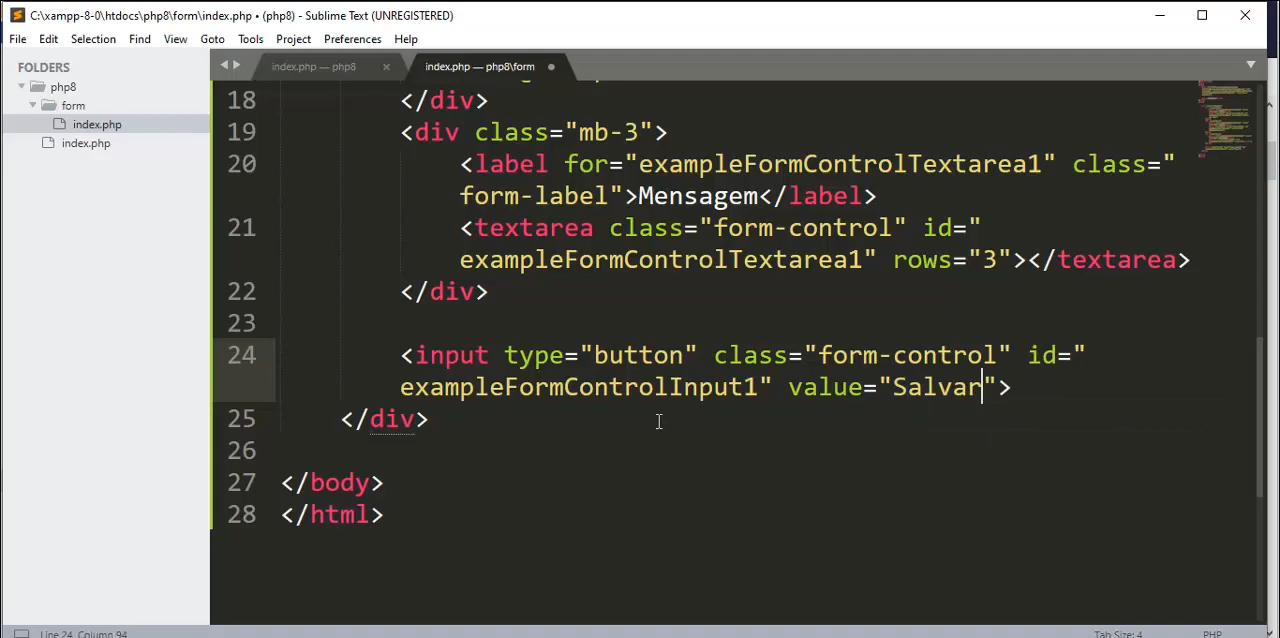 C:\xampp-8-0\htdocs\php8\form\index.php • (php8) - Sublime Text (UNREGISTERED)
File Edit Selection Find View Goto Tools Project Preferences Help
FOLDERS
php8
form
index.php
index.php
index.php — php8
index.php — php8\form
18 </div>
19 <div class="mb-3">
20 <label for="exampleFormControlTextarea1" class="
form-label">Mensagem</label>
21 <textarea class="form-control" id="
exampleFormControlTextarea1" rows="3"></textarea>
22 </div>
23
24 <input type="button" class="form-control" id="
exampleFormControlInput1" value="Salvar">
25 </div>
26
27 </body>
28 </html>
Line 24, Column 94
Tab Size: 4
PHP